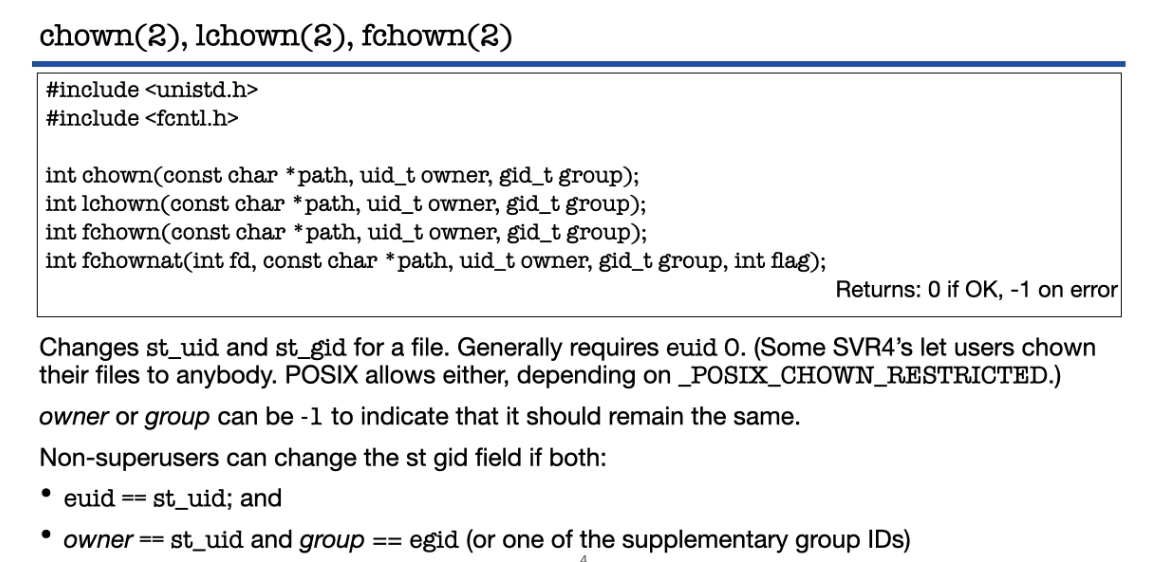 chown(2), lchown(2), fchown(2)
#include <unistd.h>
#include <fcntl.h>
int chown(const char *path, uid_t owner, gid_t group);
int lchown(const char *path, uid_t owner, gid_t group);
int fchown(const char *path, uid_t owner, gid_t group);
int fchownat(int fd, const char *path, uid_t owner, gid_t group, int flag);
Returns: 0 if OK, -1 on error
Changes st_uid and st_gid for a file. Generally requires euid 0. (Some SVR4’s let users chown
their files to anybody. POSIX allows either, depending on _POSIX_CHOWN_RESTRICTED.)
owner or group can be -1 to indicate that it should remain the same.
Non-superusers can change the st gid field if both:
• euid == st_uid; and
• owner == st_uid and group == egid (or one of the supplementary group IDs)
4